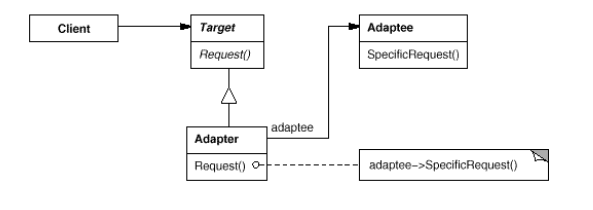 Client
Target
Request()
Adaptee
SpecificRequest()
adaptee
Adapter
Request()
adaptee->SpecificRequest()